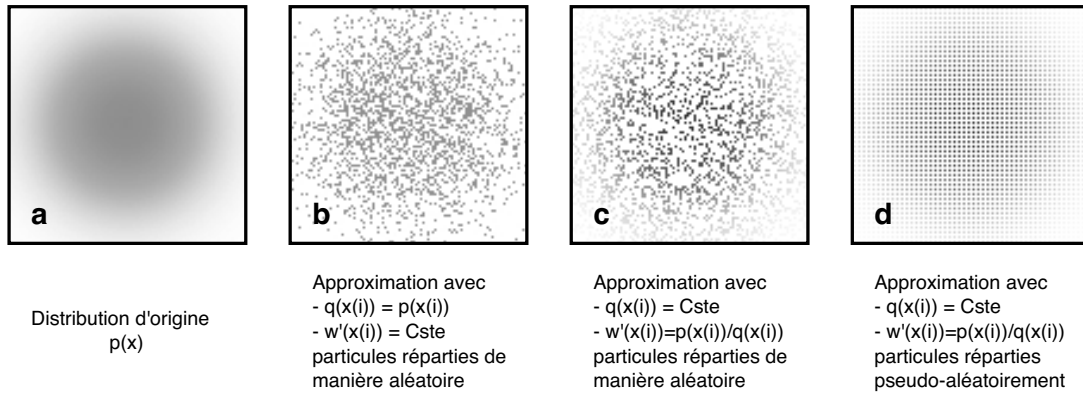 a
b
c
d
Distribution d'origine
p(x)
Approximation avec
- q(x(i)) = p(x(i))
- w'(x(i)) = Cste
particules réparties de
manière aléatoire
Approximation avec
- q(x(i)) = Cste
- w'(x(i))=p(x(i))/q(x(i))
particules réparties de
manière aléatoire
Approximation avec
- q(x(i)) = Cste
- w'(x(i))=p(x(i))/q(x(i))
particules réparties
pseudo-aléatoirement